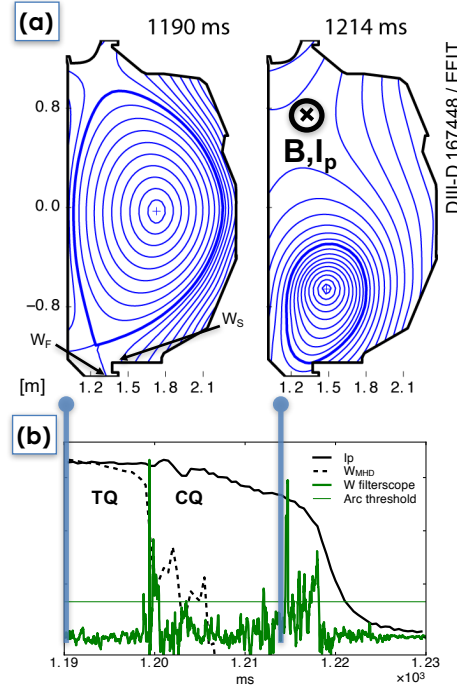 (a)
1190 ms
1214 ms
DIII-D 167448 / EFIT
0.8
0.0
−0.8
B,Ip
WF
WS
[m]
1.2 1.5 1.8 2.1
1.2 1.5 1.8 2.1
(b)
TQ
CQ
Ip
WMHD
W filterscope
Arc threshold
1.19 1.20 1.21 1.22 1.23
ms
×10³